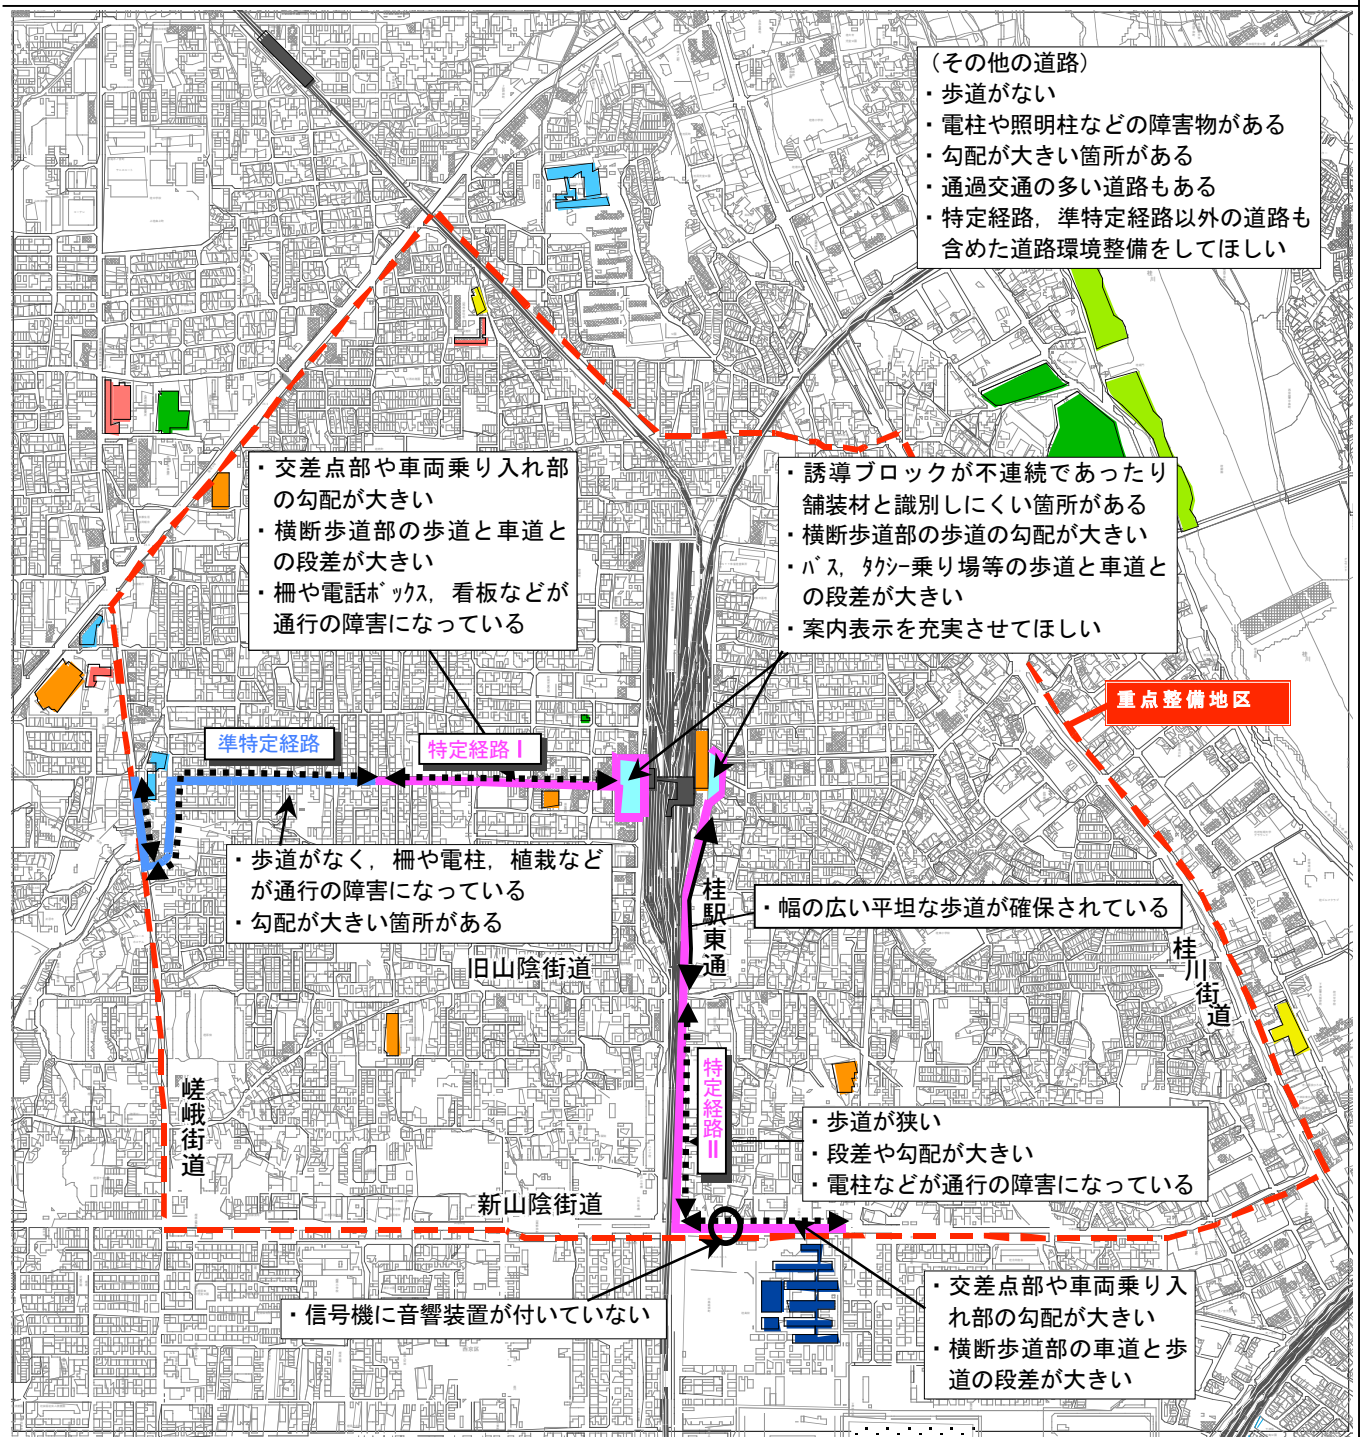 （その他の道路）
・歩道がない
・電柱や照明柱などの障害物がある
・勾配が大きい箇所がある
・通過交通の多い道路もある
・特定経路，準特定経路以外の道路も
含めた道路環境整備をしてほしい
・交差点部や車両乗り入れ部
の勾配が大きい
・横断歩道部の歩道と車道と
の段差が大きい
・柵や電話ﾎﾞックス，看板などが
通行の障害になっている
・誘導ブロックが不連続であったり
舗装材と識別しにくい箇所がある
・横断歩道部の歩道の勾配が大きい
・ﾊﾞス，ﾀｸｼｰ乗り場等の歩道と車道と
の段差が大きい
・案内表示を充実させてほしい
重点整備地区
準特定経路
特定経路Ⅰ
・歩道がなく，柵や電柱，植栽など
が通行の障害になっている
・勾配が大きい箇所がある
桂駅東通
・幅の広い平坦な歩道が確保されている
旧山陰街道
桂川街道
特定経路Ⅱ
嵯峨街道
・歩道が狭い
・段差や勾配が大きい
・電柱などが通行の障害になっている
新山陰街道
・信号機に音響装置が付いていない
・交差点部や車両乗り入
れ部の勾配が大きい
・横断歩道部の車道と歩
道の段差が大きい